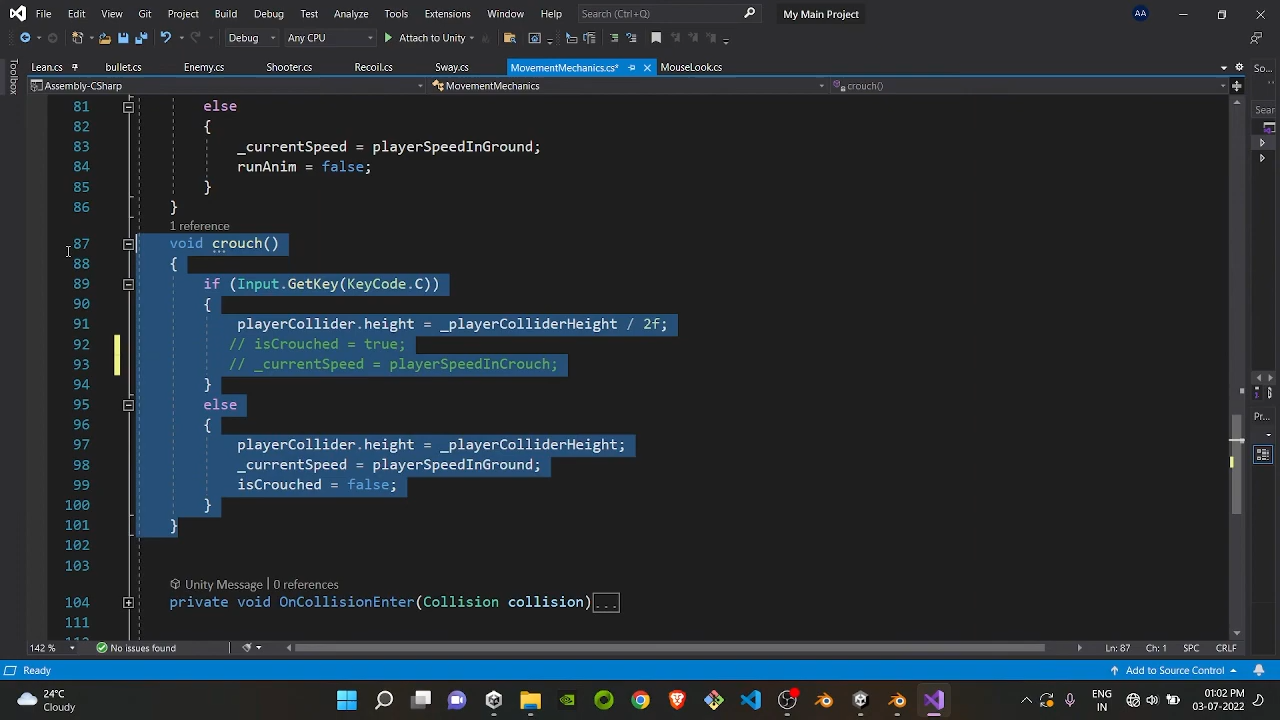 File Edit View Git Project Build Debug Test Analyze Tools Extensions Window Help Search (Ctrl+Q) My Main Project AA
Debug Any CPU Attach to Unity
Lean.cs bullet.cs Enemy.cs Shooter.cs Recoil.cs Sway.cs MovementMechanics.cs* MouseLook.cs So...
Toolbox
Assembly-CSharp MovementMechanics crouch()
Sear
81 else
82 {
83 _currentSpeed = playerSpeedInGround;
84 runAnim = false;
85 }
86 }
1 reference
87 void crouch()
88 {
89 if (Input.GetKey(KeyCode.C))
90 {
91 playerCollider.height = _playerColliderHeight / 2f;
92 // isCrouched = true;
93 // _currentSpeed = playerSpeedInCrouch;
94 }
95 else
96 {
Pr...
97 playerCollider.height = _playerColliderHeight;
98 _currentSpeed = playerSpeedInGround;
99 isCrouched = false;
100 }
101 }
102
103
Unity Message | 0 references
104 private void OnCollisionEnter(Collision collision)...
111
142 % No issues found Ln: 87 Ch: 1 SPC CRLF
Ready Add to Source Control
24°C
Cloudy
ENG
IN
01:02 PM
03-07-2022